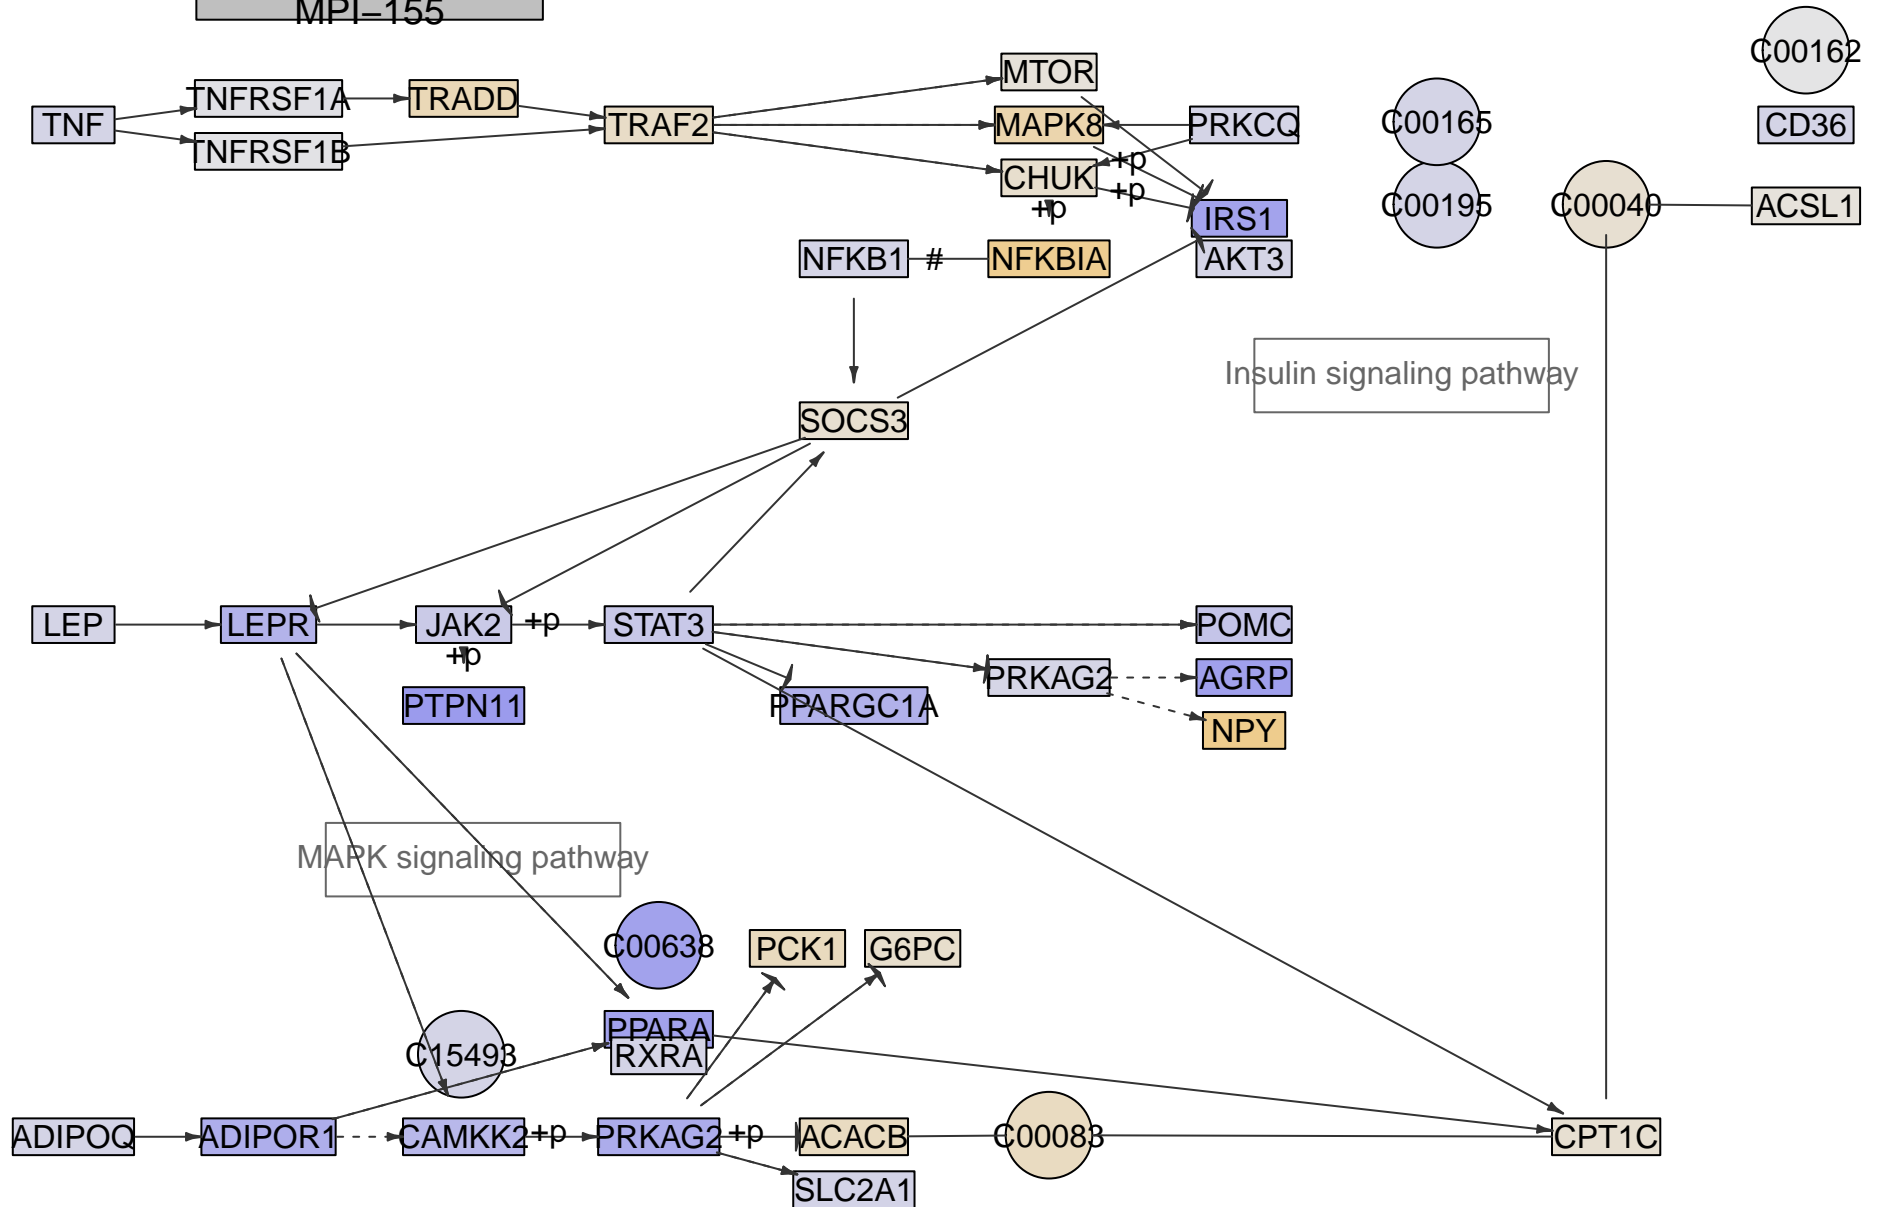 MPI–155
C00162
MTOR
TNFRSF1A
TRADD
TNF
TRAF2
MAPK8
PRKCQ
C00165
CD36
TNFRSF1B
+p
CHUK
+p
+p
IRS1
C00195
C00040
ACSL1
NFKB1
#
NFKBIA
AKT3
Insulin signaling pathway
SOCS3
LEP
LEPR
JAK2
+p
STAT3
POMC
+p
PRKAG2
AGRP
PTPN11
PPARGC1A
NPY
MAPK signaling pathway
C00638
PCK1
G6PC
PPARA
C15493
RXRA
ADIPOQ
ADIPOR1
CAMKK2
+p
PRKAG2
+p
ACACB
C00083
CPT1C
SLC2A1